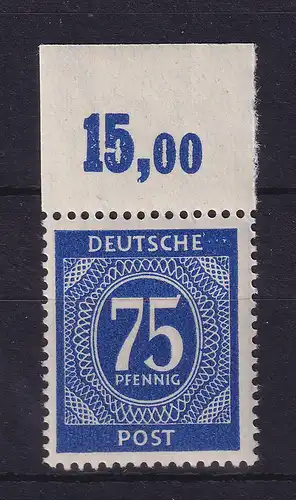 15,00
DEUTSCHE
75
PFENNIG
POST